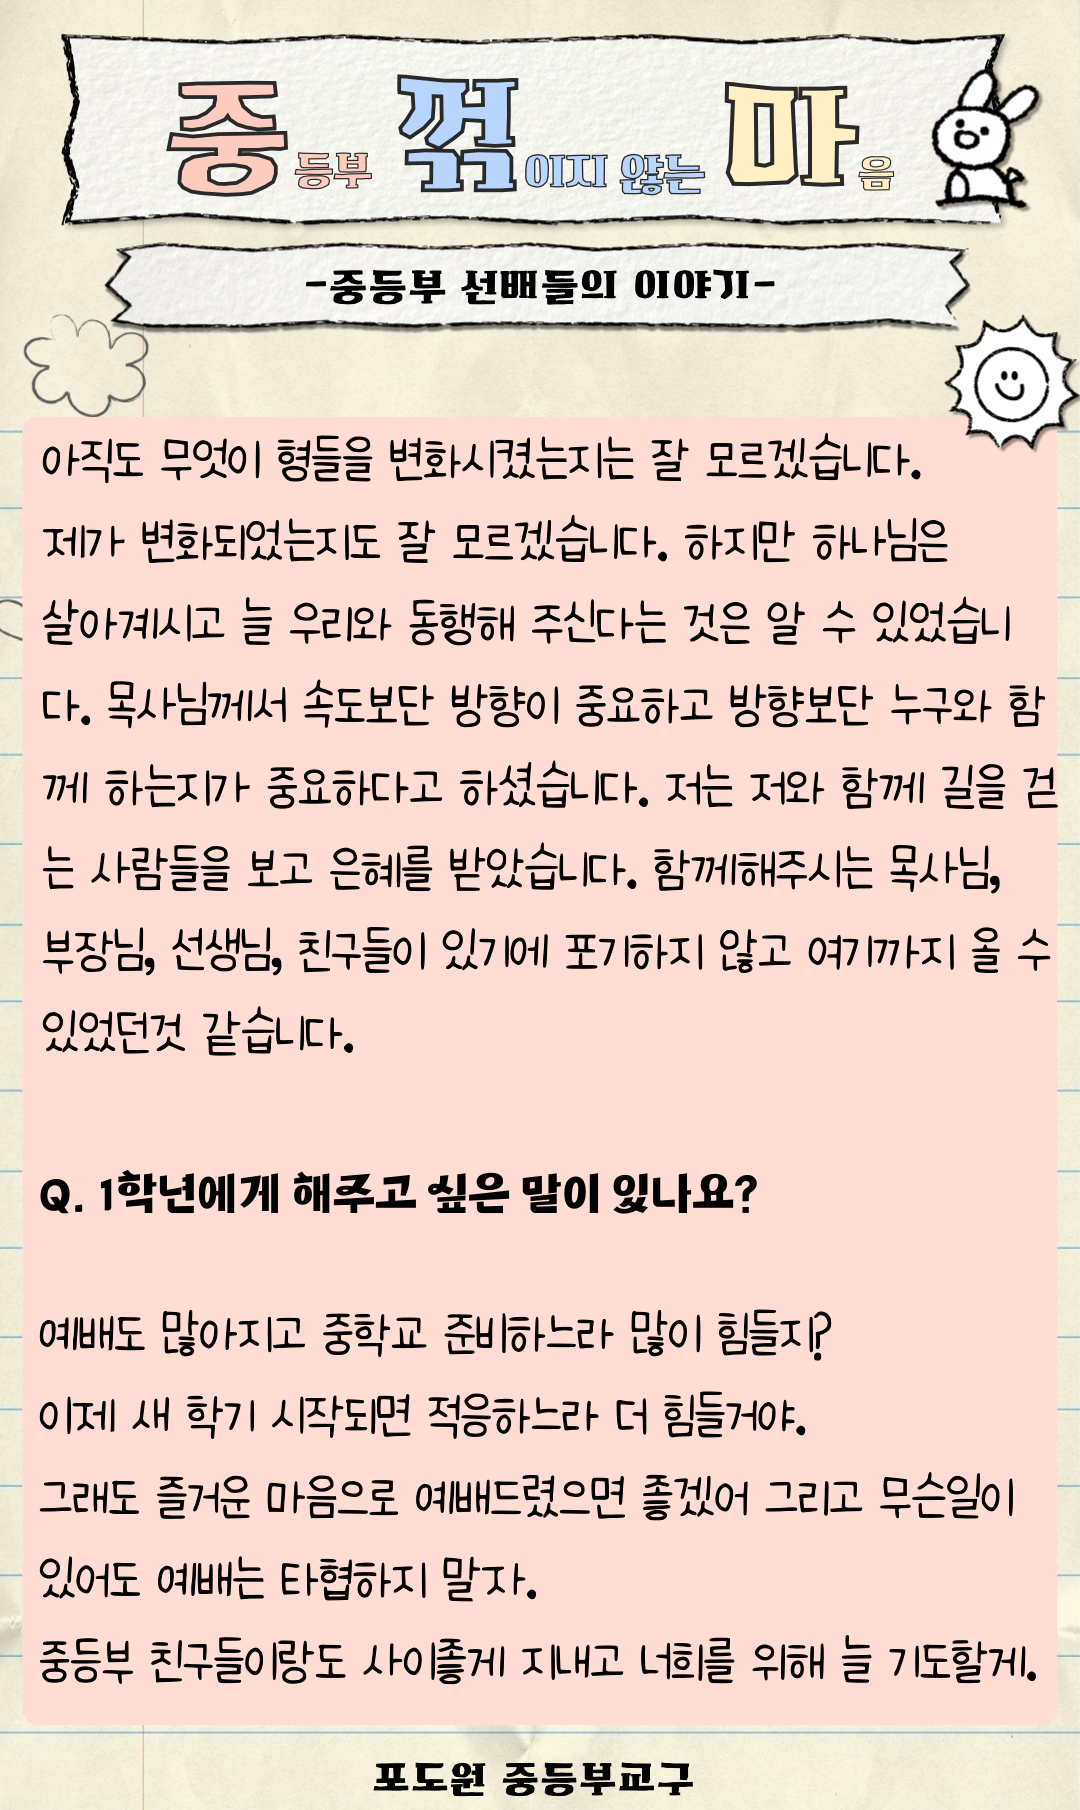 중등부 꺾이지 않는 마음
-중등부 선배들의 이야기-
아직도 무엇이 형들을 변화시켰는지는 잘 모르겠습니다.
제가 변화되었는지도 잘 모르겠습니다. 하지만 하나님은
살아계시고 늘 우리와 동행해 주신다는 것은 알 수 있었습니
다. 목사님께서 속도보단 방향이 중요하고 방향보단 누구와 함
께 하는지가 중요하다고 하셨습니다. 저는 저와 함께 길을 걷
는 사람들을 보고 은혜를 받았습니다. 함께해주시는 목사님,
부장님, 선생님, 친구들이 있기에 포기하지 않고 여기까지 올 수
있었던것 같습니다.
Q. 1학년에게 해주고 싶은 말이 있나요?
예배도 많아지고 중학교 준비하느라 많이 힘들지?
이제 새 학기 시작되면 적응하느라 더 힘들거야.
그래도 즐거운 마음으로 예배드렸으면 좋겠어 그리고 무슨일이
있어도 예배는 타협하지 말자.
중등부 친구들이랑도 사이좋게 지내고 너희를 위해 늘 기도할게.
포도원 중등부교구